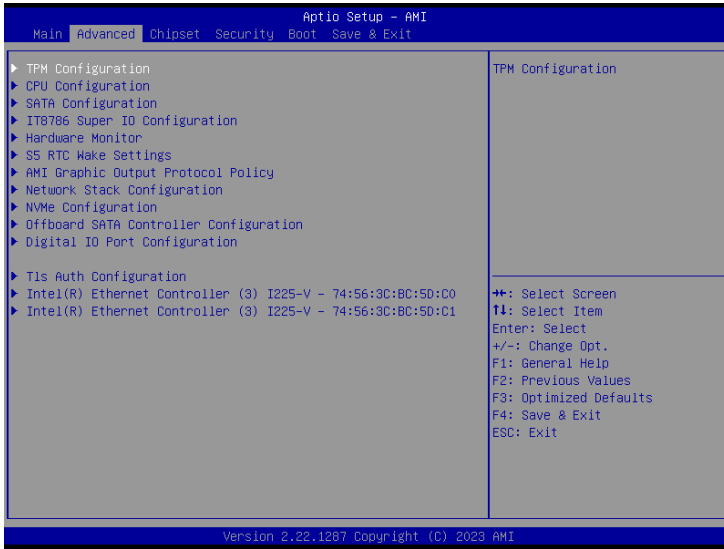 Aptio Setup – AMI
Main Advanced Chipset Security Boot Save & Exit
▶ TPM Configuration
▶ CPU Configuration
▶ SATA Configuration
▶ IT8786 Super IO Configuration
▶ Hardware Monitor
▶ S5 RTC Wake Settings
▶ AMI Graphic Output Protocol Policy
▶ Network Stack Configuration
▶ NVMe Configuration
▶ Offboard SATA Controller Configuration
▶ Digital IO Port Configuration
▶ Tls Auth Configuration
▶ Intel(R) Ethernet Controller (3) I225-V – 74:56:3C:BC:5D:C0
▶ Intel(R) Ethernet Controller (3) I225-V – 74:56:3C:BC:5D:C1
TPM Configuration
→←: Select Screen
↑↓: Select Item
Enter: Select
+/-: Change Opt.
F1: General Help
F2: Previous Values
F3: Optimized Defaults
F4: Save & Exit
ESC: Exit
Version 2.22.1287 Copyright (C) 2023 AMI